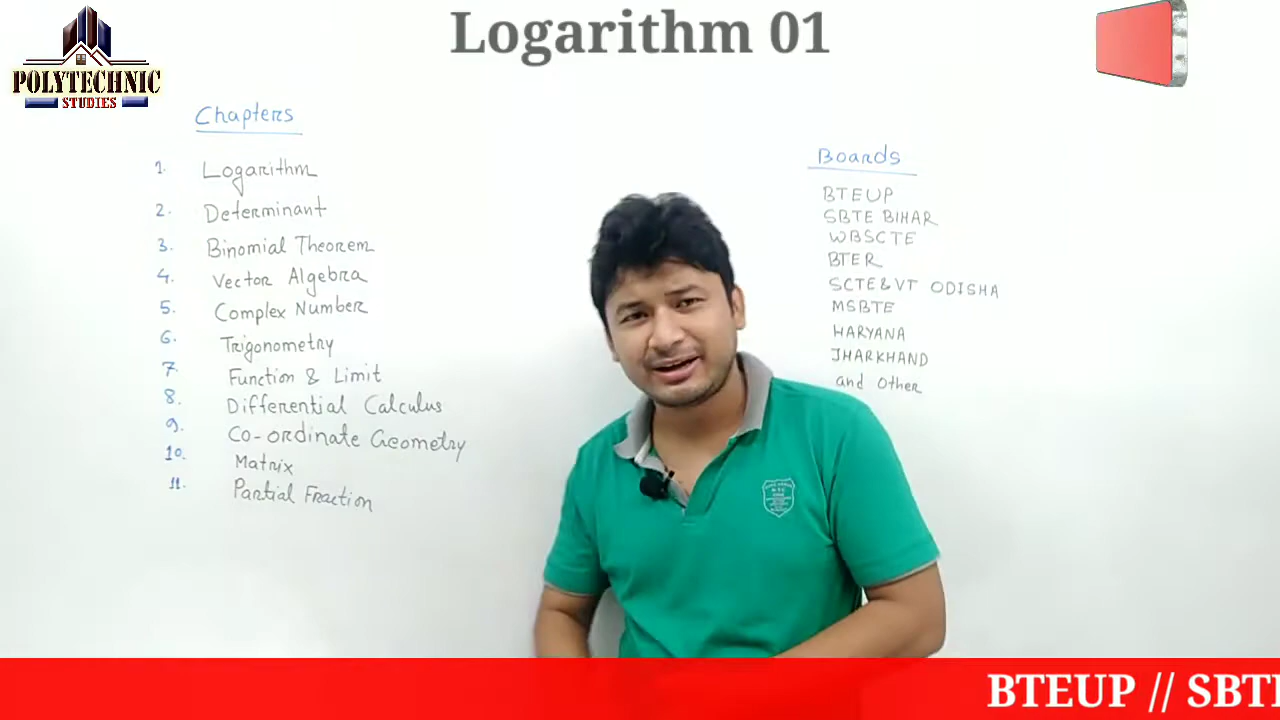 Logarithm 01
POLYTECHNIC
STUDIES
Chapters
1. Logarithm
2. Determinant
3. Binomial Theorem
4. Vector Algebra
5. Complex Number
6. Trigonometry
7. Function & Limit
8. Differential Calculus
9. Co-ordinate Geometry
10. Matrix
11. Partial Fraction
Boards
BTEUP
SBTE BIHAR
WBSCTE
BTER
SCTE&VT ODISHA
MSBTE
HARYANA
JHARKHAND
and Other
BTEUP // SBTE